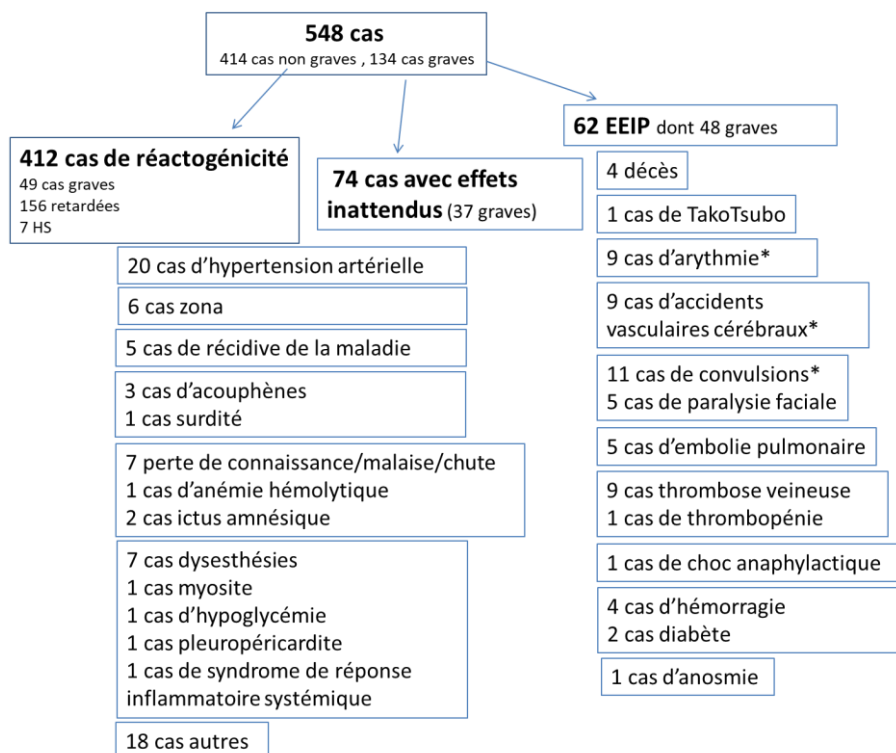 548 cas
414 cas non graves , 134 cas graves
412 cas de réactogénicité
49 cas graves
156 retardées
7 HS
74 cas avec effets
inattendus (37 graves)
62 EEIP dont 48 graves
20 cas d'hypertension artérielle
6 cas zona
5 cas de récidive de la maladie
3 cas d'acouphènes
1 cas surdité
7 perte de connaissance/malaise/chute
1 cas d'anémie hémolytique
2 cas ictus amnésique
7 cas dysesthésies
1 cas myosite
1 cas d'hypoglycémie
1 cas pleuropéricardite
1 cas de syndrome de réponse
inflammatoire systémique
18 cas autres
4 décès
1 cas de TakoTsubo
9 cas d'arythmie*
9 cas d'accidents
vasculaires cérébraux*
11 cas de convulsions*
5 cas de paralysie faciale
5 cas d'embolie pulmonaire
9 cas thrombose veineuse
1 cas de thrombopénie
1 cas de choc anaphylactique
4 cas d'hémorragie
2 cas diabète
1 cas d'anosmie